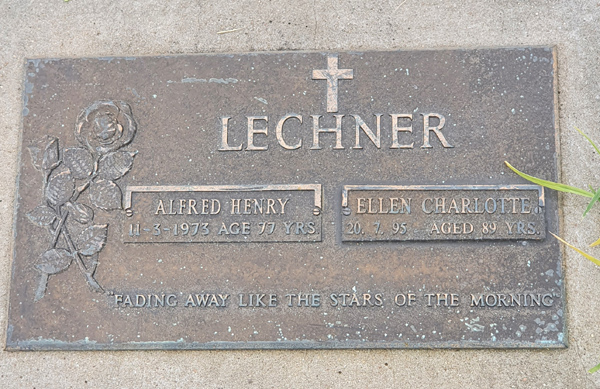 LECHNER
ALFRED HENRY
11-3-1973 AGE 77 YRS
ELLEN CHARLOTTE
20. 7. 95. AGED 89 YRS.
"FADING AWAY LIKE THE STARS OF THE MORNING"